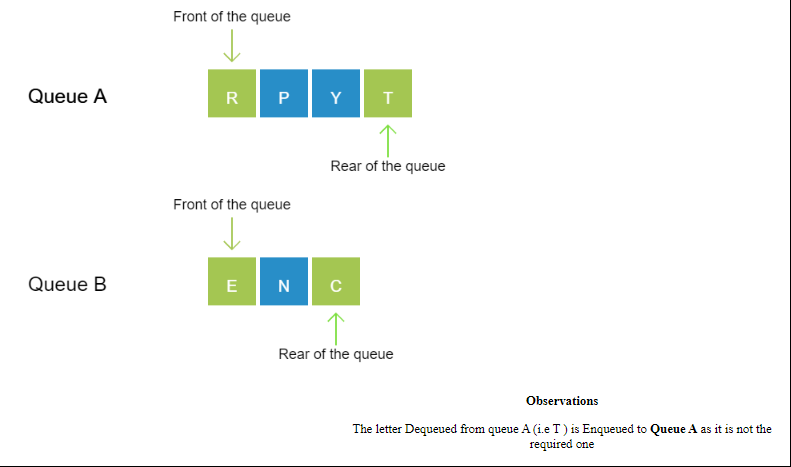 Front of the queue
Queue A
R P Y T
Rear of the queue
Front of the queue
Queue B
E N C
Rear of the queue
Observations
The letter Dequeued from queue A (i.e T ) is Enqueued to Queue A as it is not the
required one